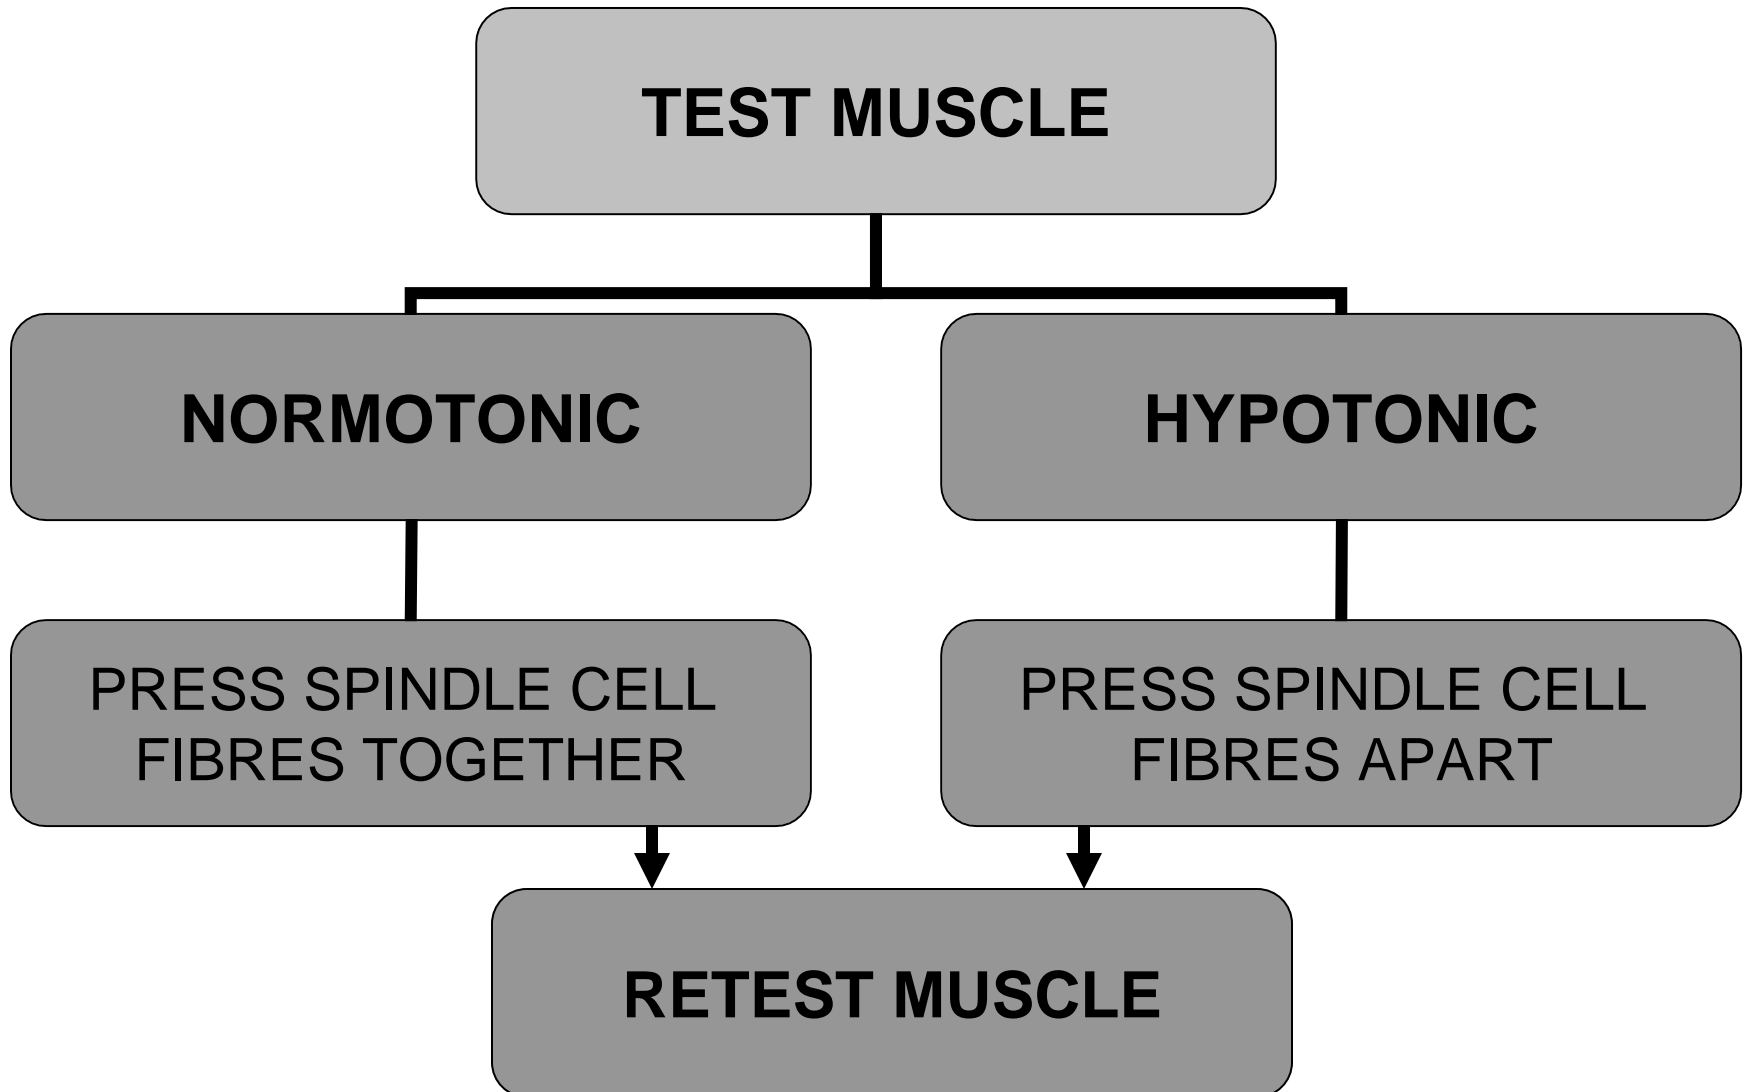 TEST MUSCLE
NORMOTONIC
HYPOTONIC
PRESS SPINDLE CELL
FIBRES TOGETHER
PRESS SPINDLE CELL
FIBRES APART
RETEST MUSCLE